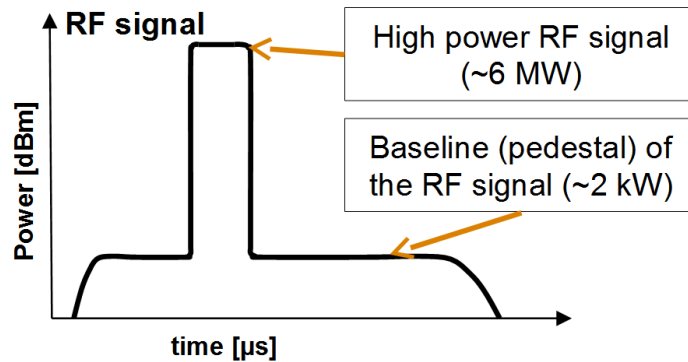 RF signal
High power RF signal
(~6 MW)
Baseline (pedestal) of
the RF signal (~2 kW)
Power [dBm]
time [µs]